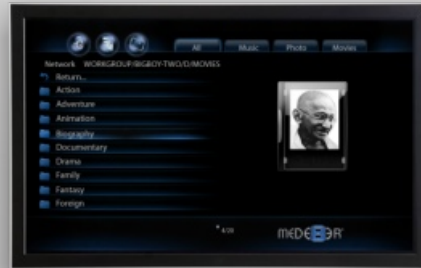 All Music Photo Movies
Network WORKGROUP/BIGBOY-TWO/D/MOVIES
Return...
Action
Adventure
Animation
Biography
Documentary
Drama
Family
Fantasy
Foreign
4/20
MEDE8ER